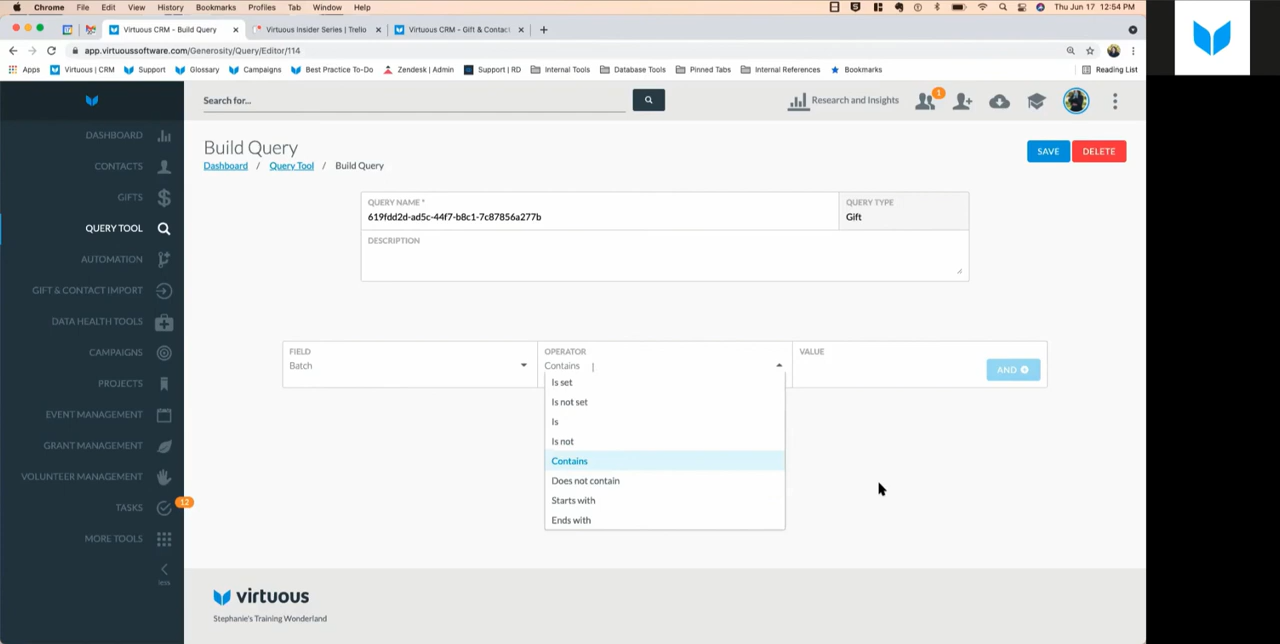 Chrome File Edit View History Bookmarks Profiles Tab Window Help Thu Jun 17 12:54 PM
Virtuous CRM - Build Query Virtuous Insider Series | Trello Virtuous CRM - Gift & Contact
app.virtuoussoftware.com/Generosity/Query/Editor/114
Apps Virtuous | CRM Support Glossary Campaigns Best Practice To-Do Zendesk | Admin Support | RD Internal Tools Database Tools Pinned Tabs Internal References Bookmarks Reading List
Search for...
Research and Insights
1
DASHBOARD
CONTACTS
GIFTS
QUERY TOOL
AUTOMATION
GIFT & CONTACT IMPORT
DATA HEALTH TOOLS
CAMPAIGNS
PROJECTS
EVENT MANAGEMENT
GRANT MANAGEMENT
VOLUNTEER MANAGEMENT
TASKS 12
MORE TOOLS
less
Build Query
Dashboard / Query Tool / Build Query
SAVE DELETE
QUERY NAME *
619fdd2d-ad5c-44f7-b8c1-7c87856a277b
QUERY TYPE
Gift
DESCRIPTION
FIELD
Batch
OPERATOR
Contains
VALUE
AND
Is set
Is not set
Is
Is not
Contains
Does not contain
Starts with
Ends with
virtuous
Stephanie's Training Wonderland